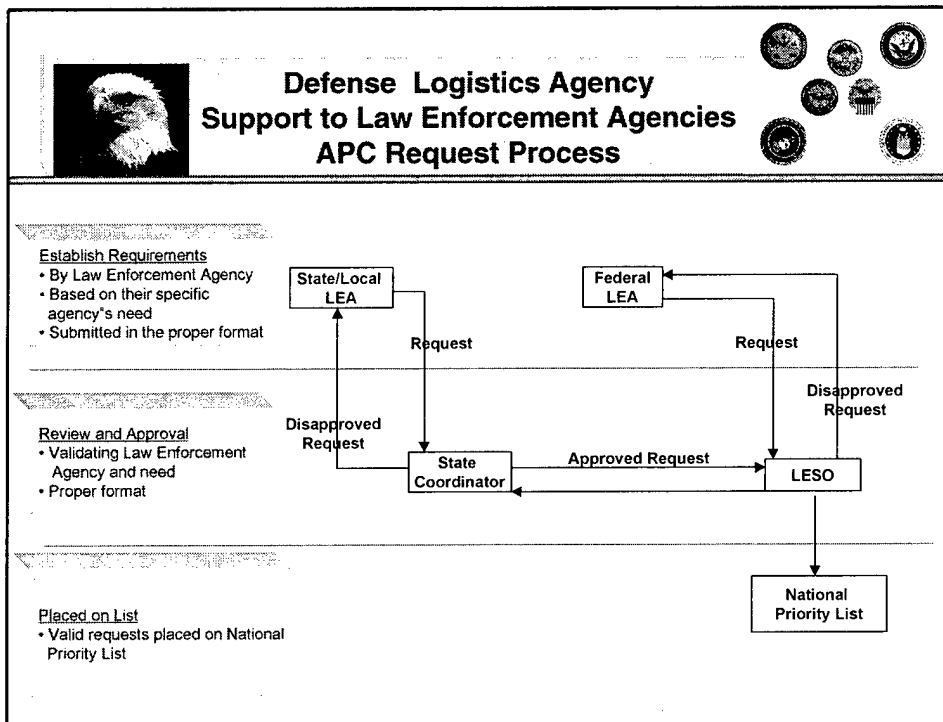 Defense Logistics Agency
Support to Law Enforcement Agencies
APC Request Process
Establish Requirements
• By Law Enforcement Agency
• Based on their specific
agency"s need
• Submitted in the proper format
State/Local
LEA
Federal
LEA
Request
Request
Disapproved
Request
Disapproved
Request
Review and Approval
• Validating Law Enforcement
Agency and need
• Proper format
State
Coordinator
Approved Request
LESO
Placed on List
• Valid requests placed on National
Priority List
National
Priority List